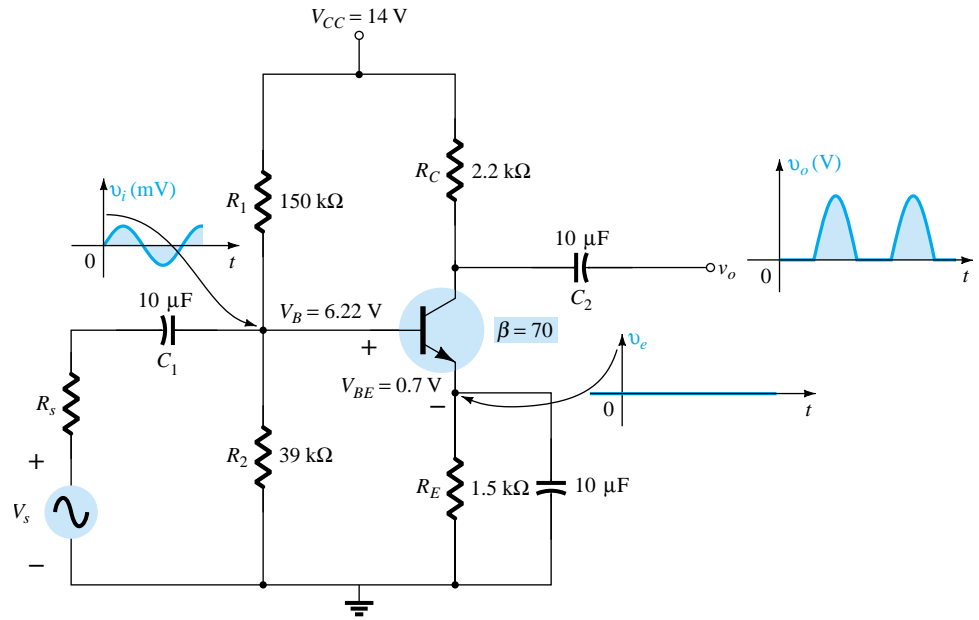 V_CC = 14 V
R_C
2.2 kΩ
υ_o (V)
0
t
υ_i (mV)
0
t
R_1
150 kΩ
10 μF
C_2
v_o
10 μF
C_1
V_B = 6.22 V
+
β = 70
V_BE = 0.7 V
−
υ_e
0
t
R_s
+
V_s
−
R_2
39 kΩ
R_E
1.5 kΩ
10 μF